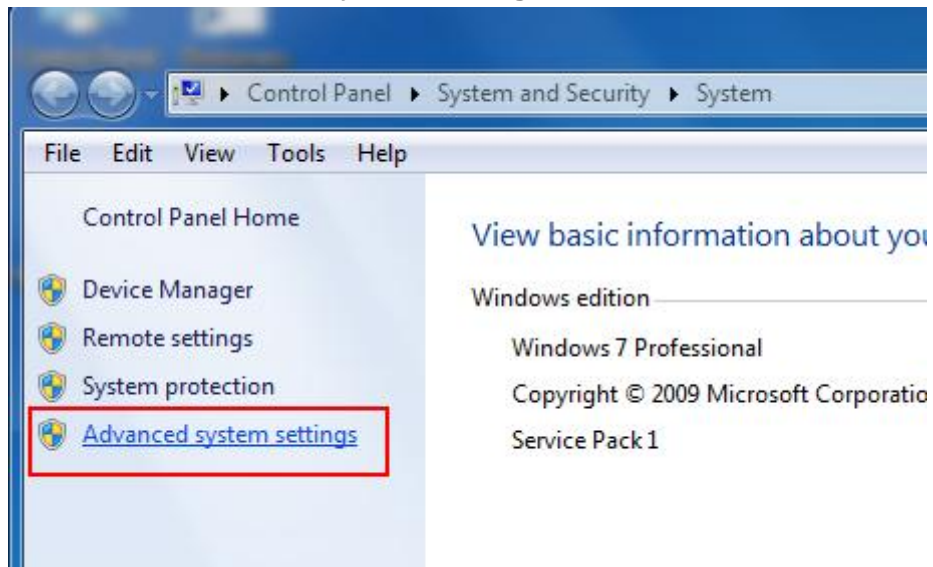 Control Panel ▸ System and Security ▸ System
File Edit View Tools Help
Control Panel Home
Device Manager
Remote settings
System protection
Advanced system settings
View basic information about
Windows edition
Windows 7 Professional
Copyright © 2009 Microsoft
Service Pack 1